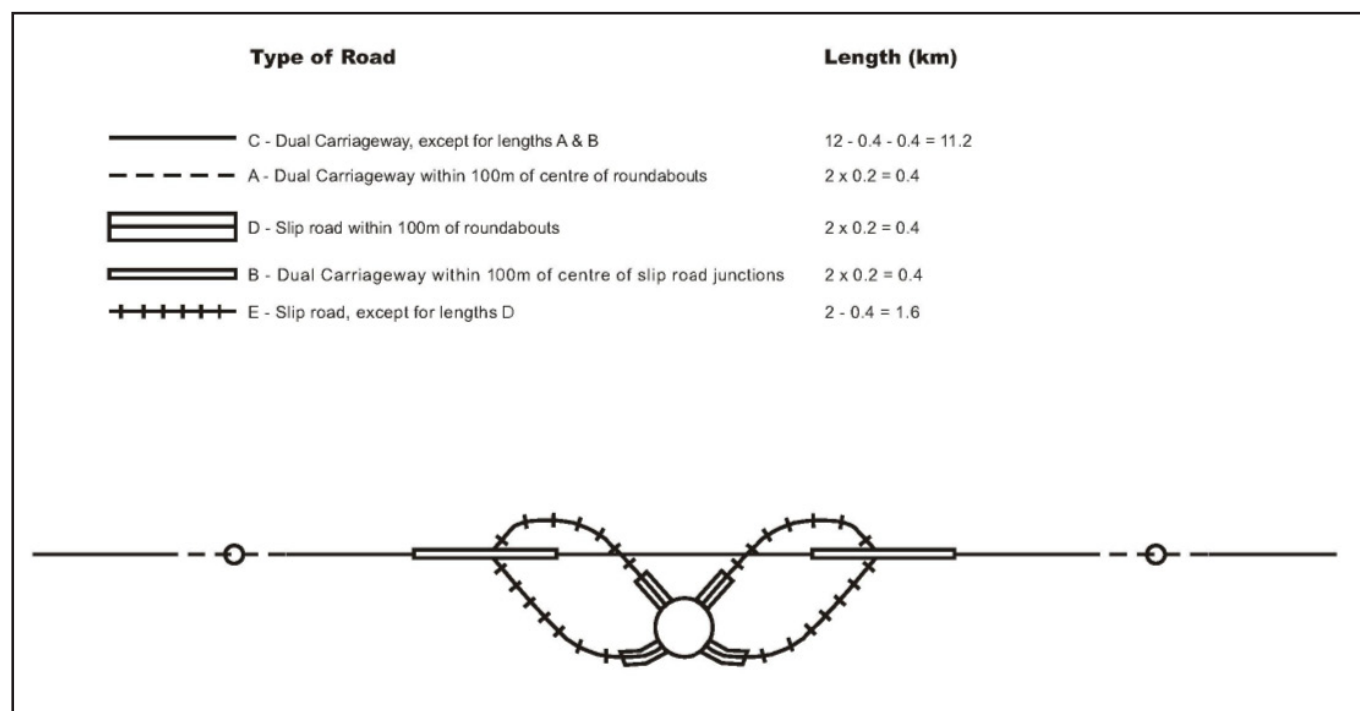 Type of Road Length (km)
C - Dual Carriageway, except for lengths A & B 12 - 0.4 - 0.4 = 11.2
A - Dual Carriageway within 100m of centre of roundabouts 2 x 0.2 = 0.4
D - Slip road within 100m of roundabouts 2 x 0.2 = 0.4
B - Dual Carriageway within 100m of centre of slip road junctions 2 x 0.2 = 0.4
E - Slip road, except for lengths D 2 - 0.4 = 1.6